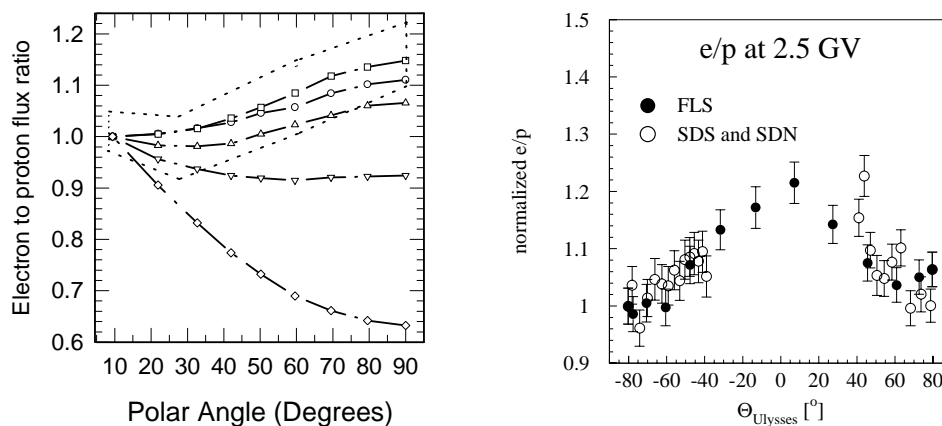 Electron to proton flux ratio
1.2
1.1
1.0
0.9
0.8
0.7
0.6
10 20 30 40 50 60 70 80 90
Polar Angle (Degrees)
normalized e/p
1.5
1.4
1.3
1.2
1.1
1
0.9
e/p at 2.5 GV
FLS
SDS and SDN
-80 -60 -40 -20 0 20 40 60 80
Θ_Ulysses [°]